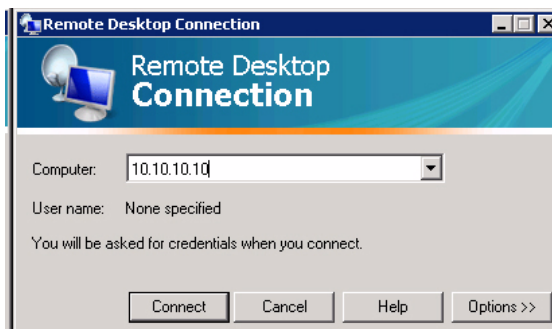 Remote Desktop Connection
Remote Desktop
Connection
Computer: 10.10.10.10
User name: None specified
You will be asked for credentials when you connect.
Connect Cancel Help Options >>